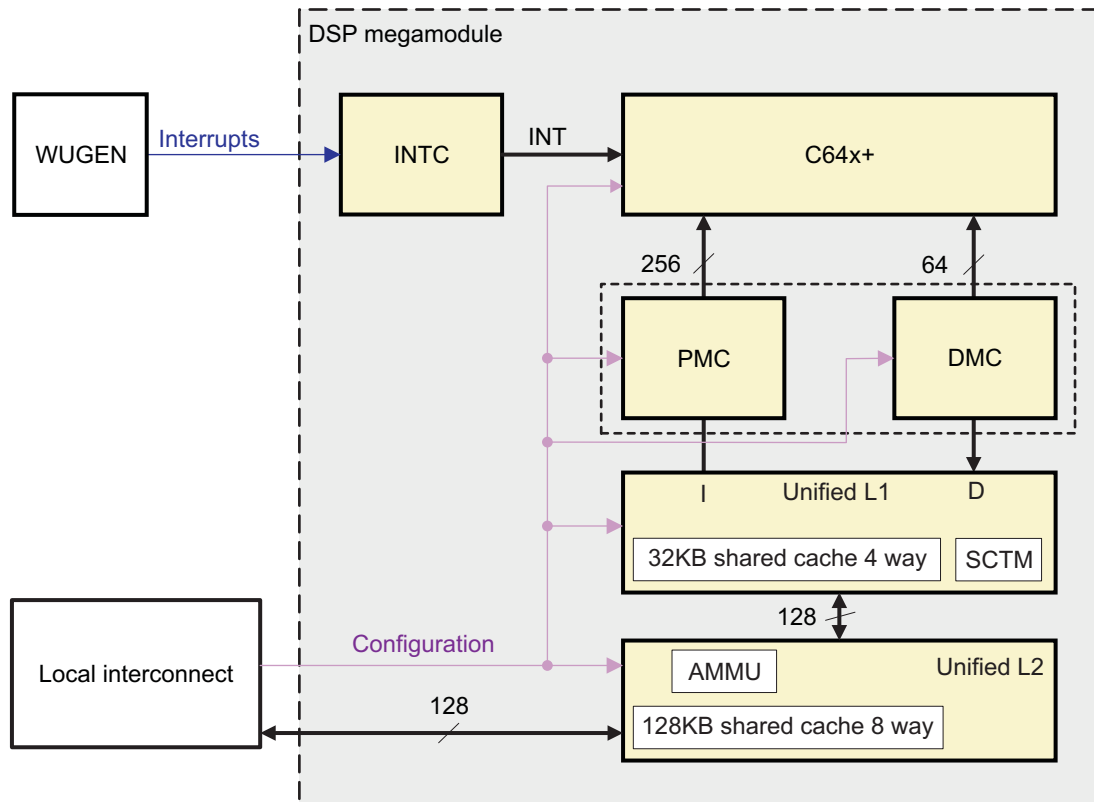 DSP megamodule
WUGEN
Interrupts
INTC
INT
C64x+
256
64
PMC
DMC
I
Unified L1
D
32KB shared cache 4 way
SCTM
128
Local interconnect
Configuration
AMMU
Unified L2
128
128KB shared cache 8 way